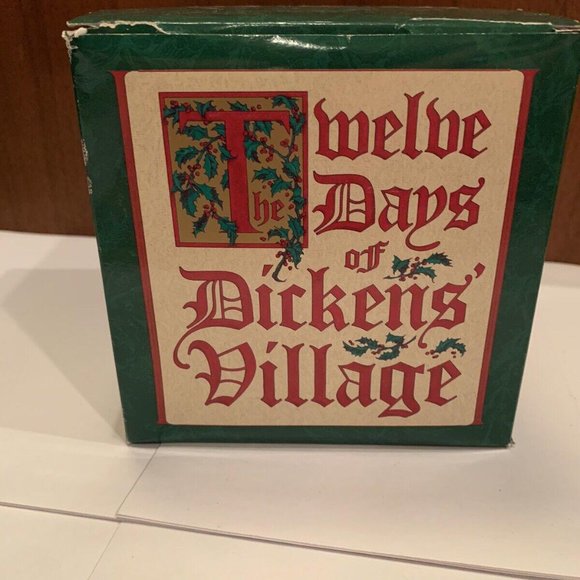 The Twelve
Days
of
Dickens'
Village